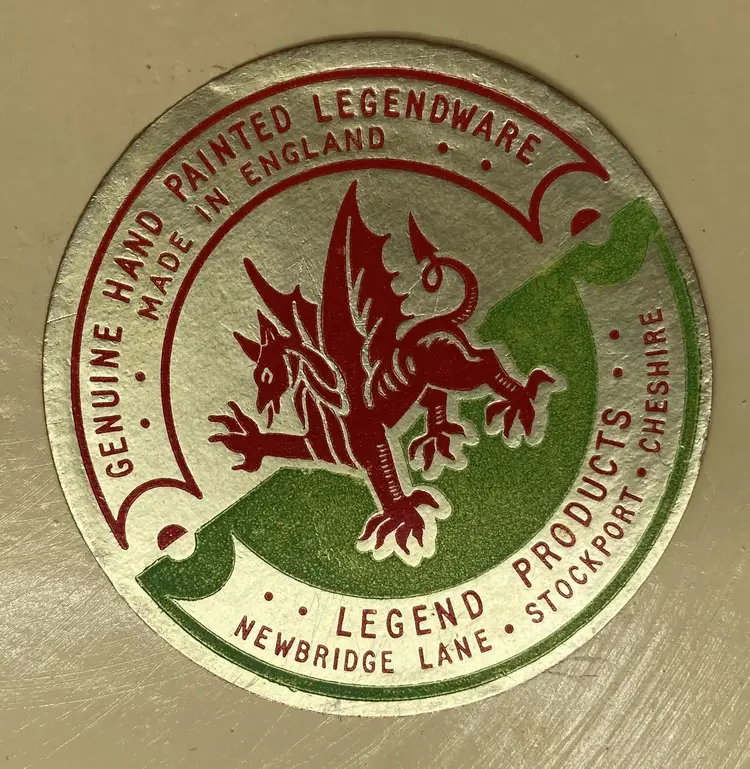 GENUINE HAND PAINTED LEGENDWARE
MADE IN ENGLAND
LEGEND PRODUCTS
NEWBRIDGE LANE • STOCKPORT • CHESHIRE